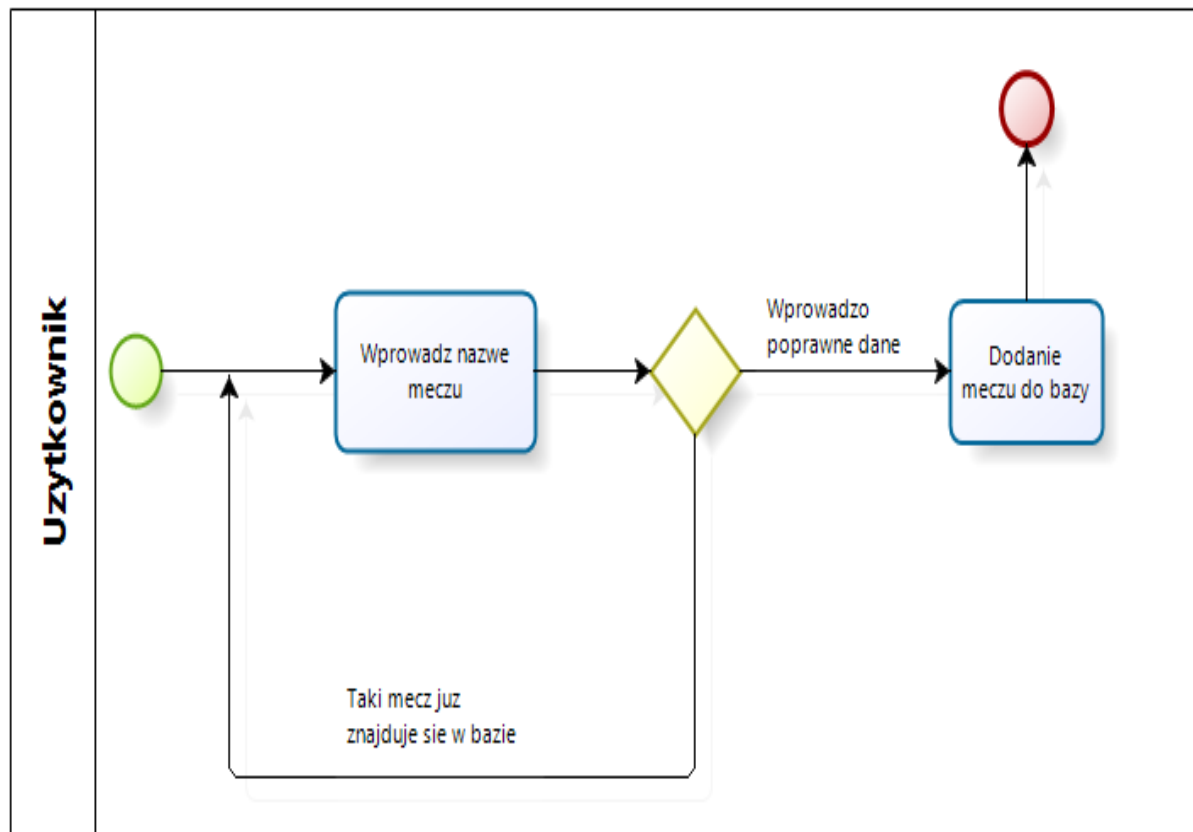 Uzytkownik
Wprowadz nazwe
meczu
Wprowadzo
poprawne dane
Dodanie
meczu do bazy
Taki mecz juz
znajduje sie w bazie